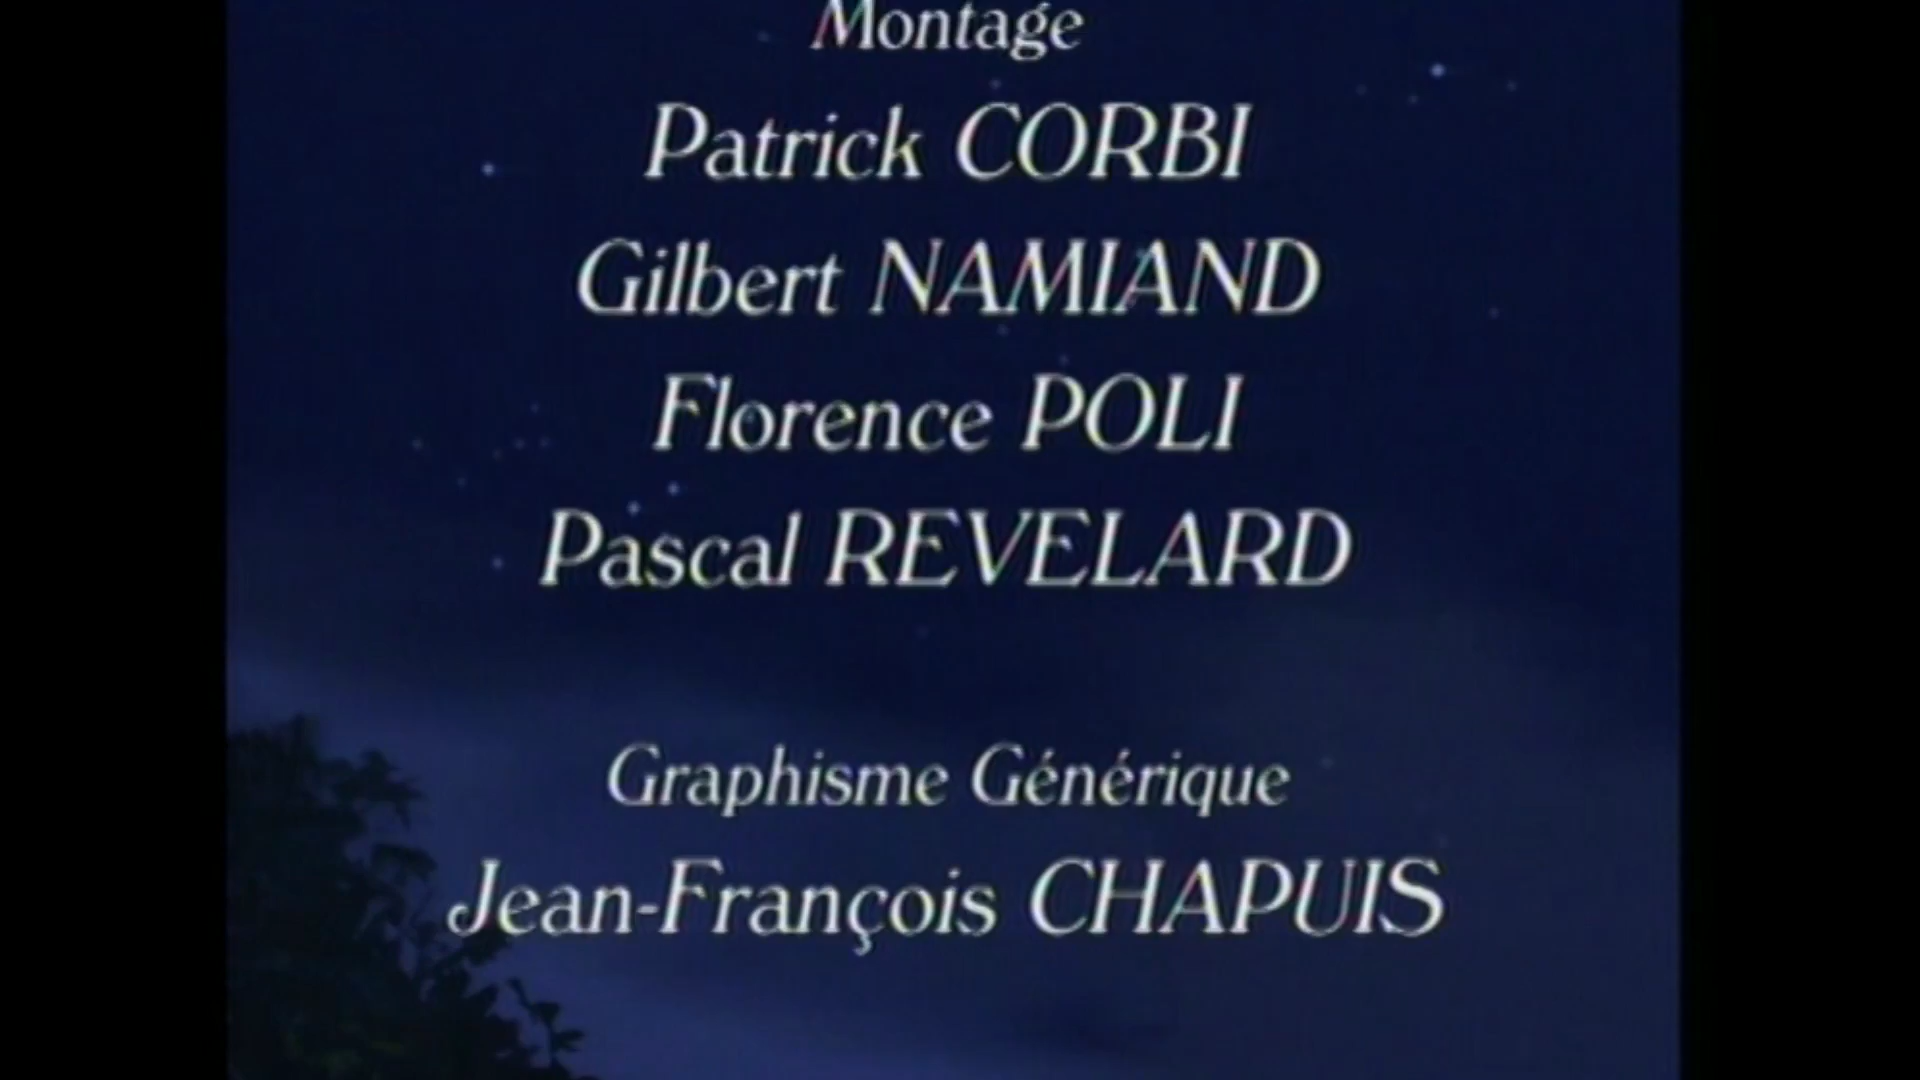 Montage
Patrick CORBI
Gilbert NAMIAND
Florence POLI
Pascal REVELARD
Graphisme Générique
Jean-François CHAPUIS